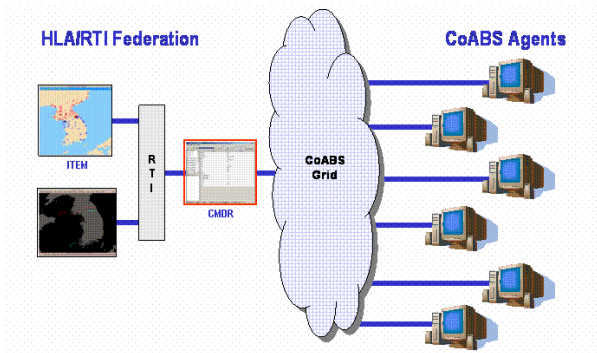 HLA/RTI Federation
CoABS Agents
ITEM
R
T
I
CMDR
CoABS
Grid